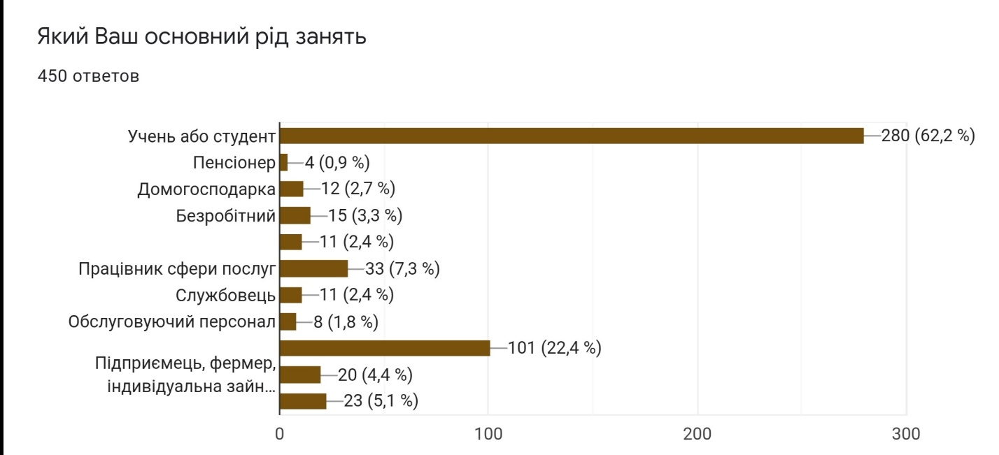 Який Ваш основний рід занять
450 ответов
Учень або студент
280 (62,2 %)
Пенсіонер
4 (0,9 %)
Домогосподарка
12 (2,7 %)
Безробітний
15 (3,3 %)
11 (2,4 %)
Працівник сфери послуг
33 (7,3 %)
Службовець
11 (2,4 %)
Обслуговуючий персонал
8 (1,8 %)
101 (22,4 %)
Підприємець, фермер,
індивідуальна зайн...
20 (4,4 %)
23 (5,1 %)
0
100
200
300